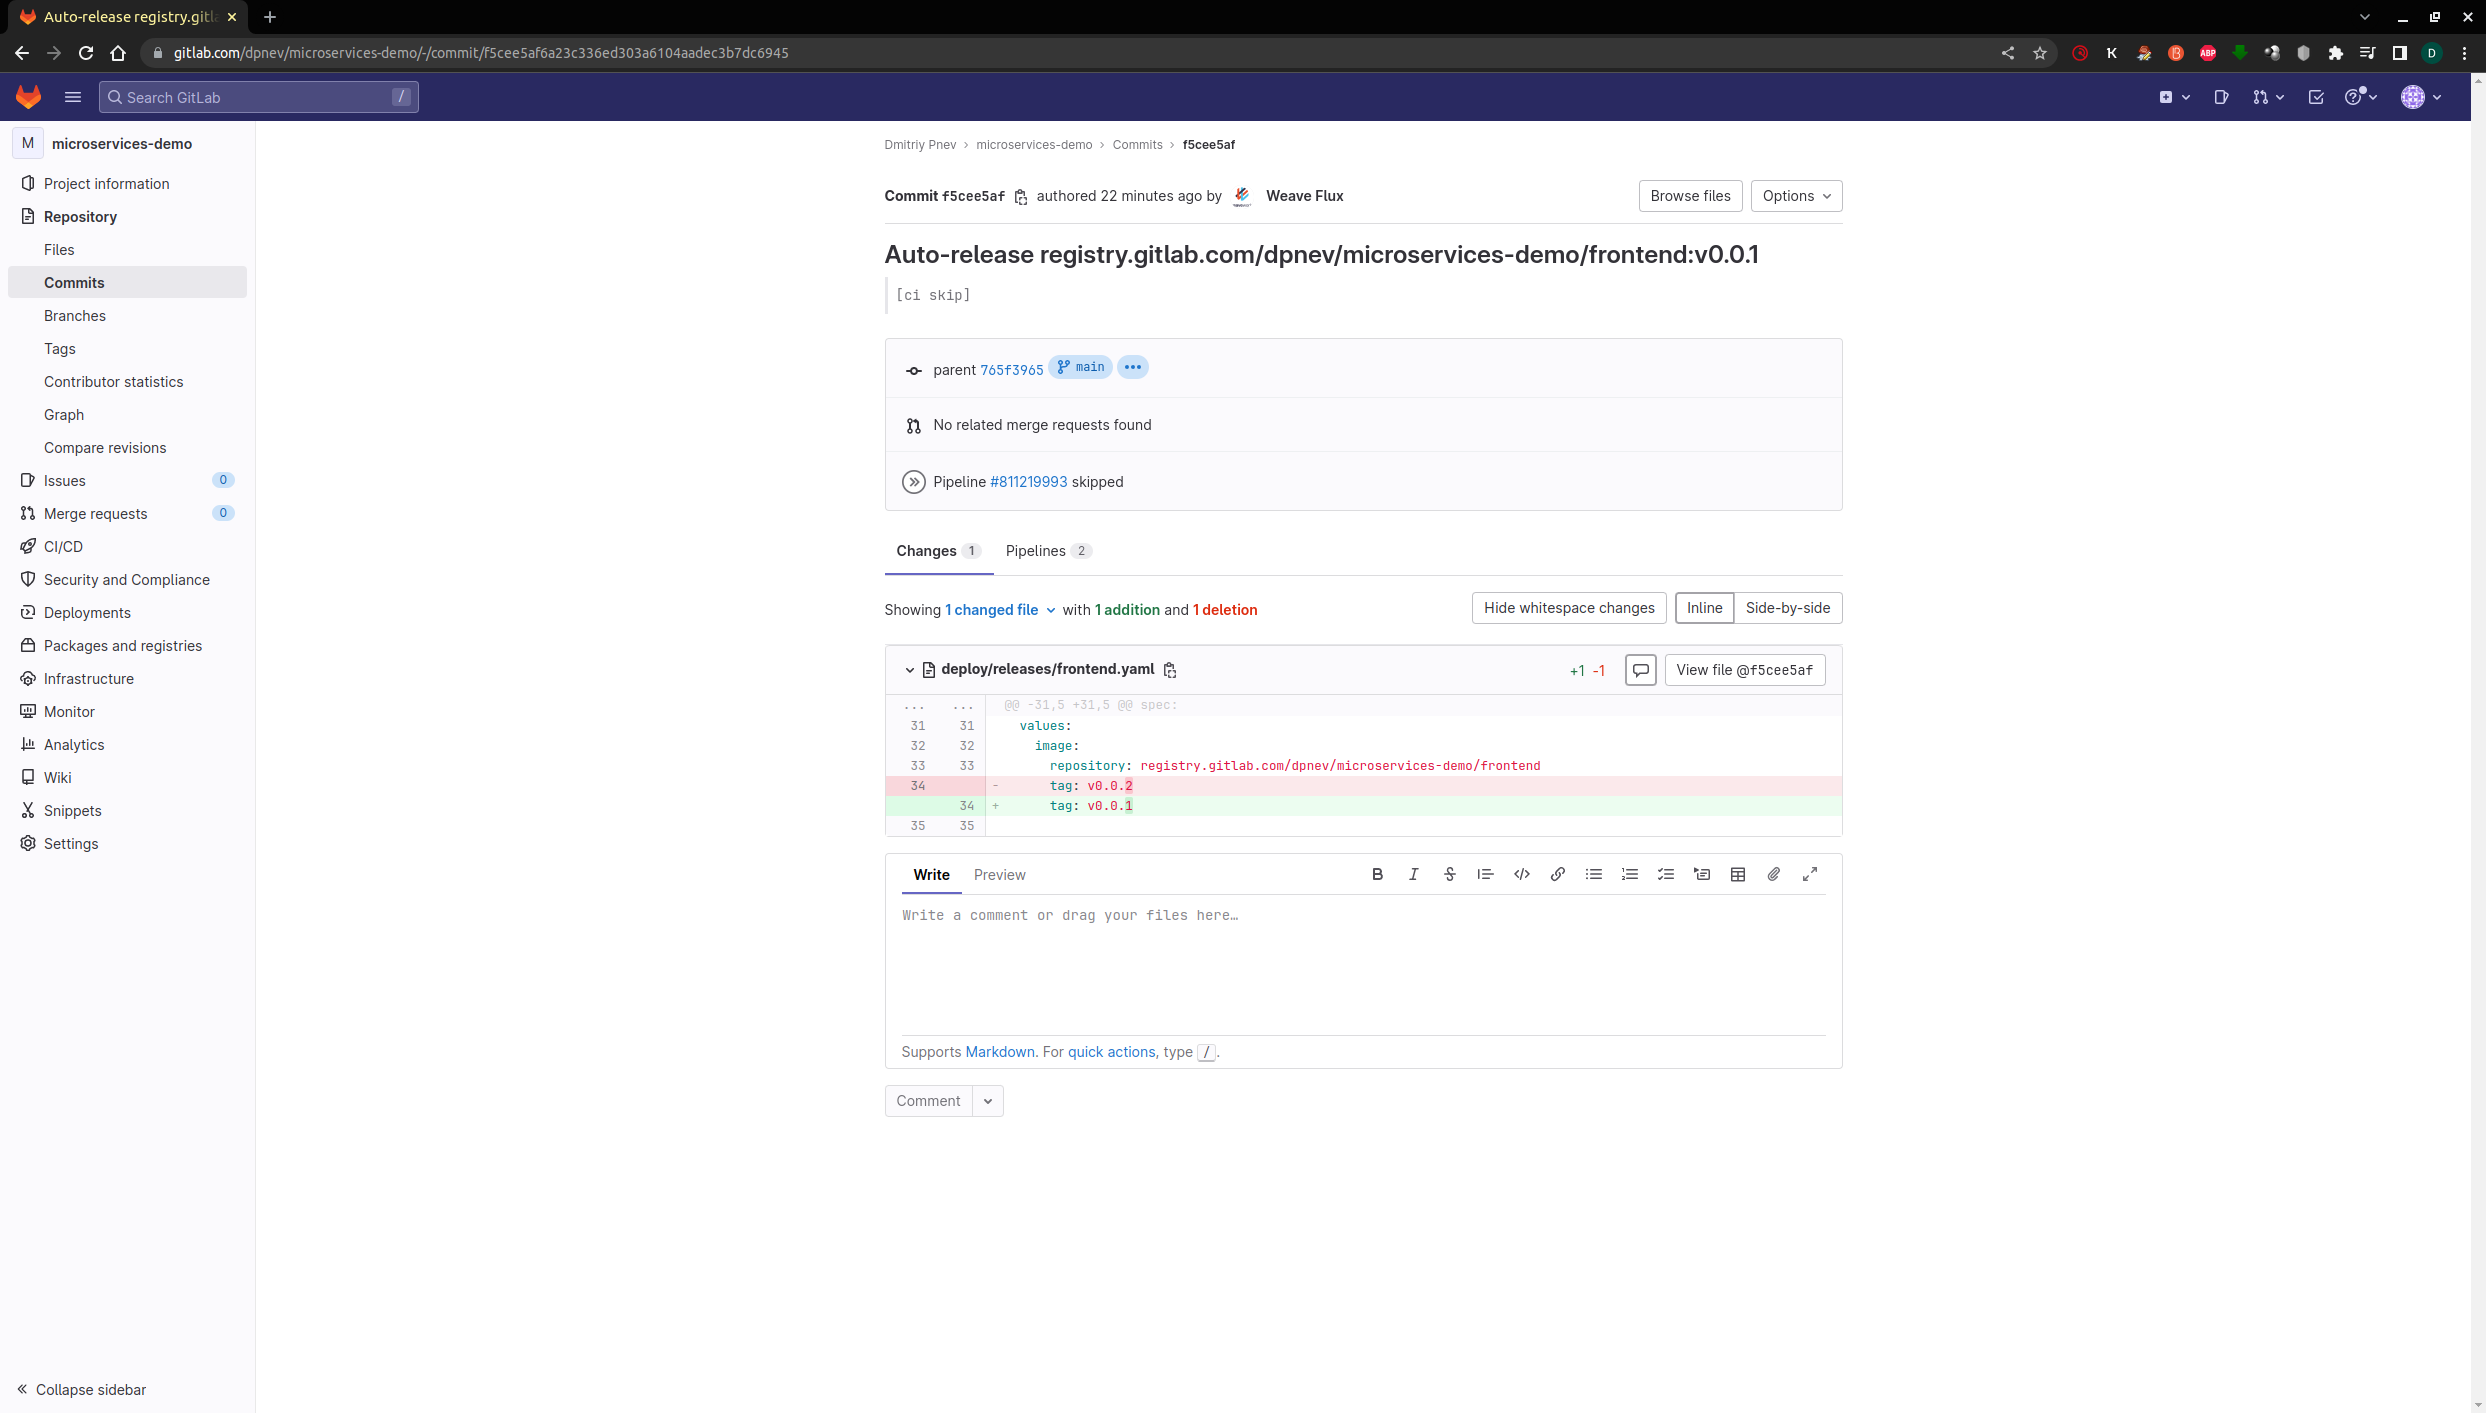 Auto-release registry.gitla
gitlab.com/dpnev/microservices-demo/-/commit/f5cee5af6a23c336ed303a6104aadec3b7dc6945
K
ABP
D
Search GitLab
/
M
microservices-demo
Project information
Repository
Files
Commits
Branches
Tags
Contributor statistics
Graph
Compare revisions
Issues 0
Merge requests 0
CI/CD
Security and Compliance
Deployments
Packages and registries
Infrastructure
Monitor
Analytics
Wiki
Snippets
Settings
Collapse sidebar
Dmitriy Pnev › microservices-demo › Commits › f5cee5af
Commit f5cee5af authored 22 minutes ago by Weave Flux
Browse files
Options
Auto-release registry.gitlab.com/dpnev/microservices-demo/frontend:v0.0.1
[ci skip]
parent 765f3965 main
No related merge requests found
Pipeline #811219993 skipped
Changes 1 Pipelines 2
Showing 1 changed file with 1 addition and 1 deletion
Hide whitespace changes
Inline
Side-by-side
deploy/releases/frontend.yaml
+1 -1
View file @f5cee5af
... ... @@ -31,5 +31,5 @@ spec:
31 31 values:
32 32 image:
33 33 repository: registry.gitlab.com/dpnev/microservices-demo/frontend
34 - tag: v0.0.2
34 + tag: v0.0.1
35 35
Write Preview
Write a comment or drag your files here…
Supports Markdown. For quick actions, type /.
Comment